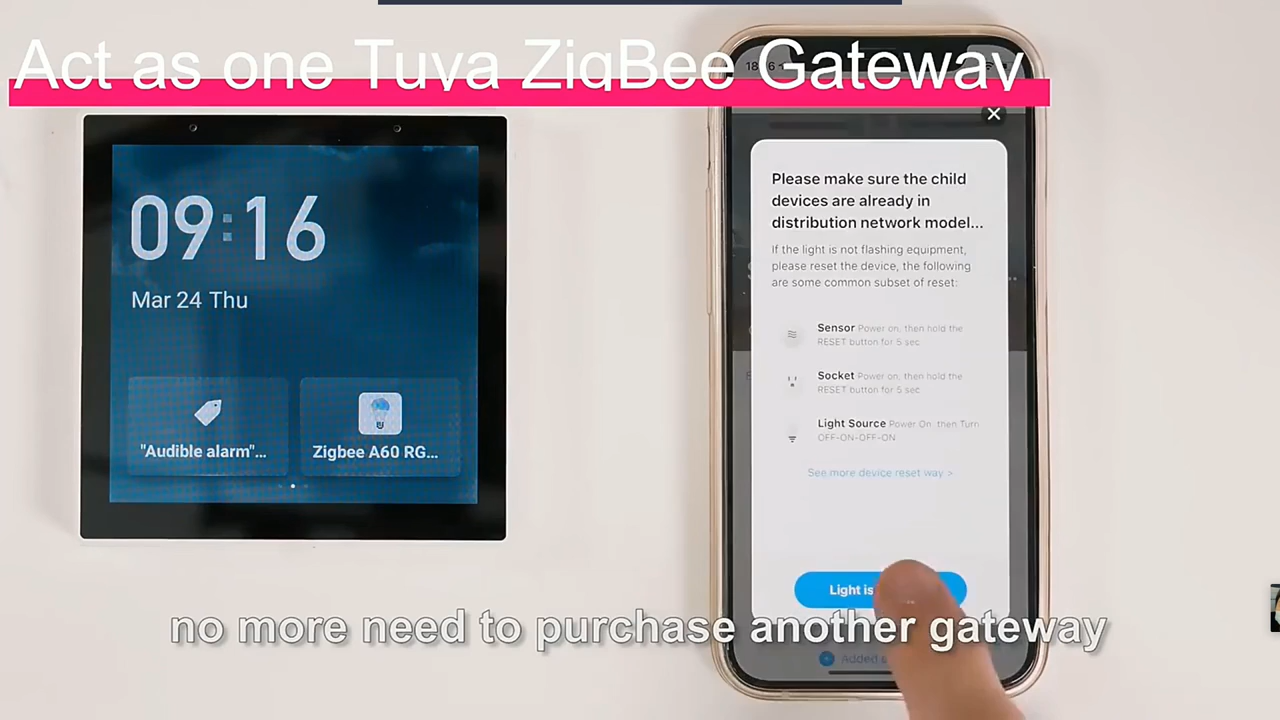 Act as one Tuya ZigBee Gateway
09:16
Mar 24 Thu
"Audible alarm"...
Zigbee A60 RG...
Please make sure the child
devices are already in
distribution network model...
If the light is not flashing equipment,
please reset the device, the following
are some common subset of reset:
Sensor Power on, then hold the
RESET button for 5 sec
Socket Power on, then hold the
RESET button for 5 sec
Light Source Power On, then Turn
OFF-ON-OFF-ON
See more device reset way >
Light is
no more need to purchase another gateway
Added